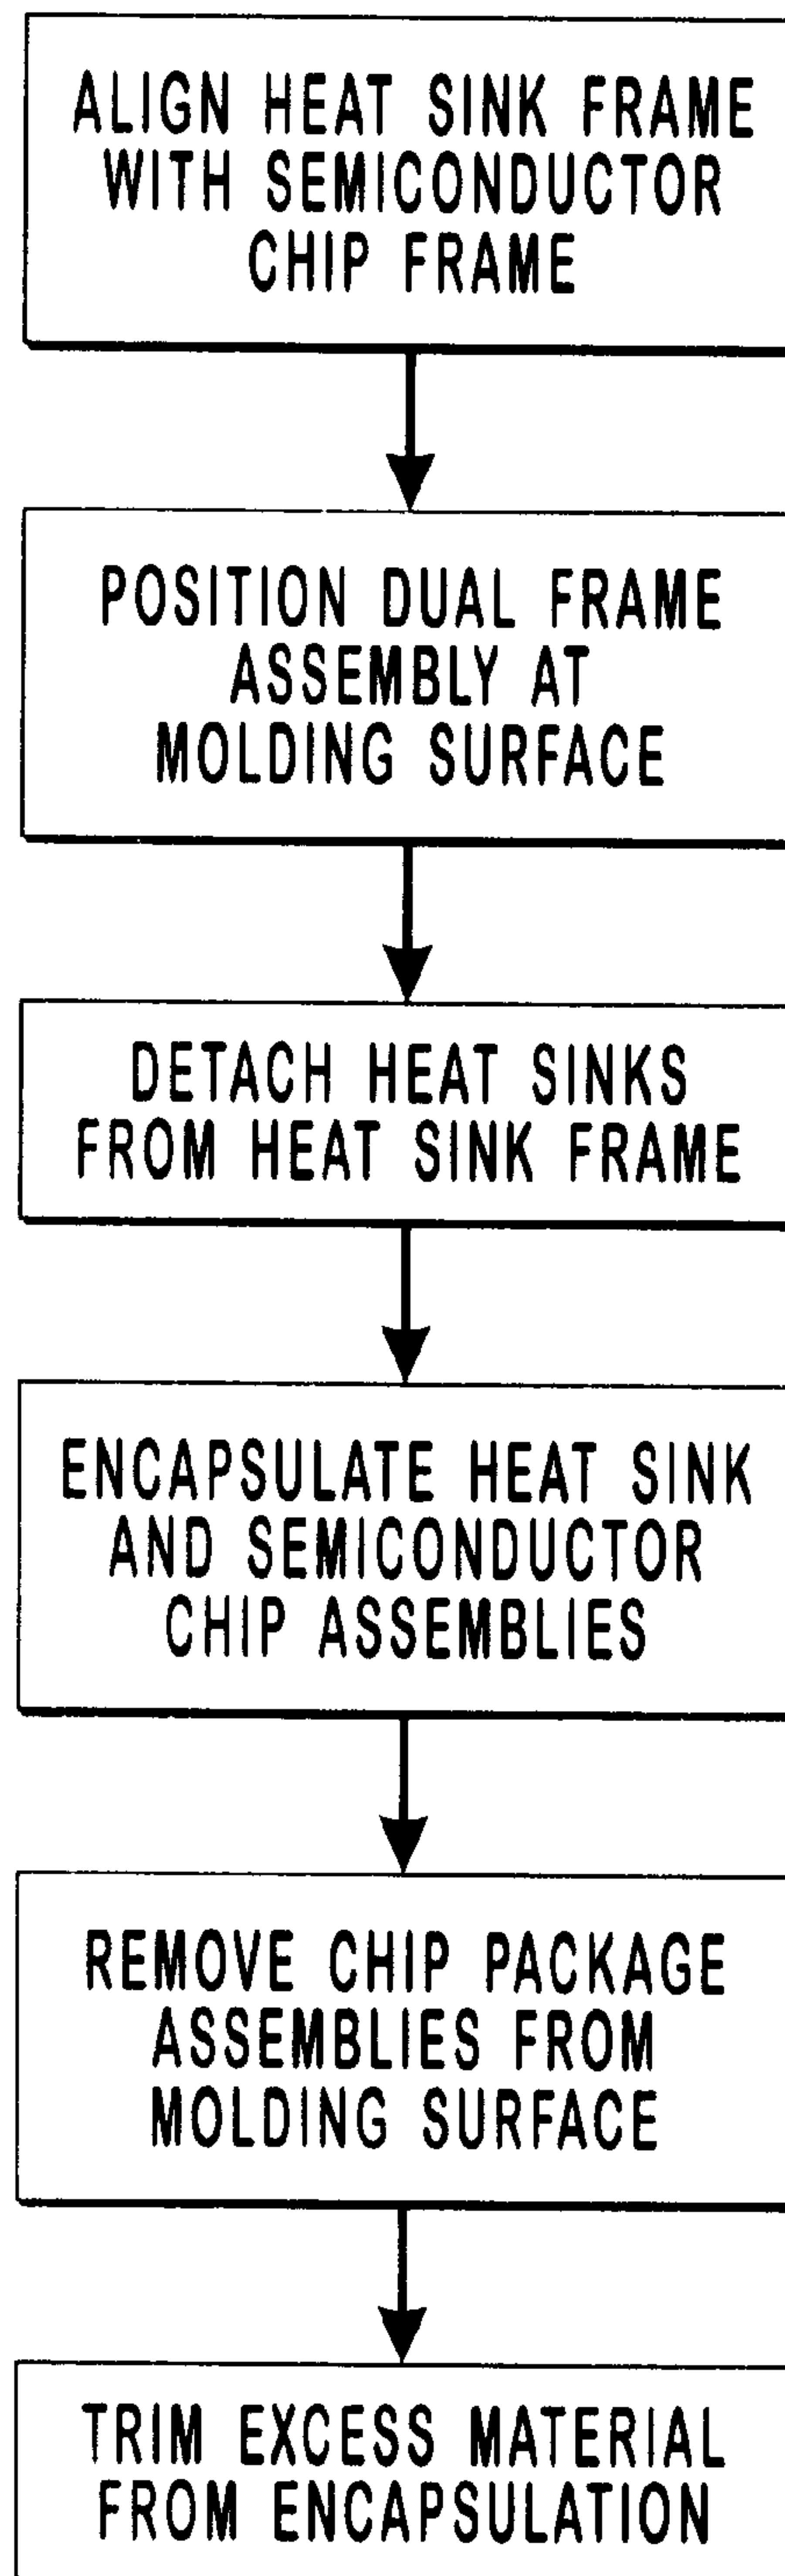 ALIGN HEAT SINK FRAME
WITH SEMICONDUCTOR
CHIP FRAME
POSITION DUAL FRAME
ASSEMBLY AT
MOLDING SURFACE
DETACH HEAT SINKS
FROM HEAT SINK FRAME
ENCAPSULATE HEAT SINK
AND SEMICONDUCTOR
CHIP ASSEMBLIES
REMOVE CHIP PACKAGE
ASSEMBLIES FROM
MOLDING SURFACE
TRIM EXCESS MATERIAL
FROM ENCAPSULATION